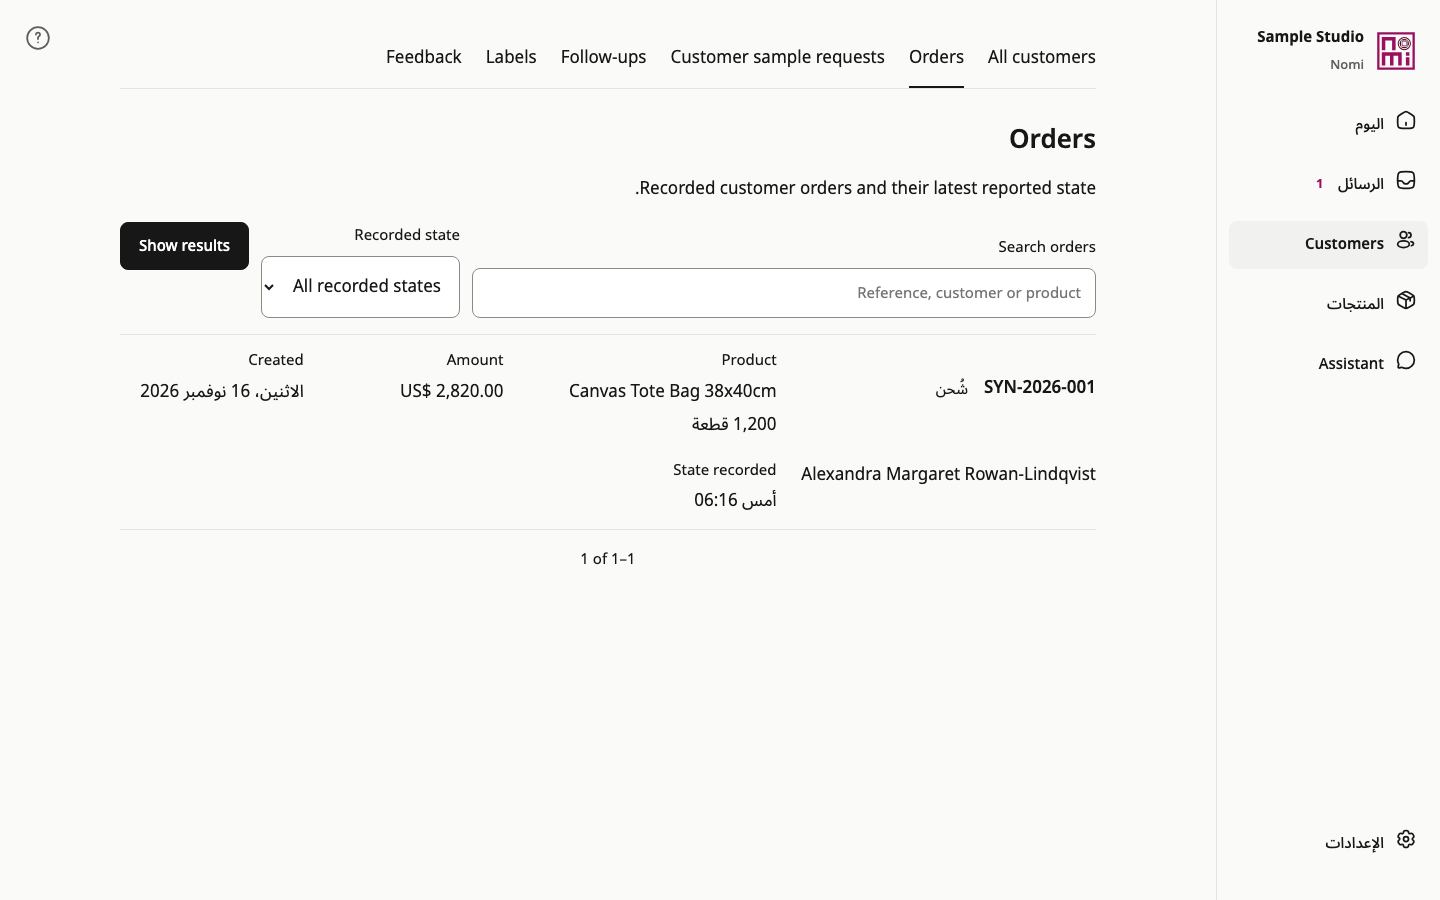 Sample Studio
Nomi
اليوم
الرسائل 1
Customers
المنتجات
Assistant
الإعدادات
All customers
Orders
Customer sample requests
Follow-ups
Labels
Feedback
Orders
Recorded customer orders and their latest reported state.
Search orders
Reference, customer or product
Recorded state
All recorded states
Show results
SYN-2026-001 شُحن
Alexandra Margaret Rowan-Lindqvist
Product
Canvas Tote Bag 38x40cm
1,200 قطعة
Amount
US$ 2,820.00
Created
الاثنين، 16 نوفمبر 2026
State recorded
أمس 06:16
1 of 1–1